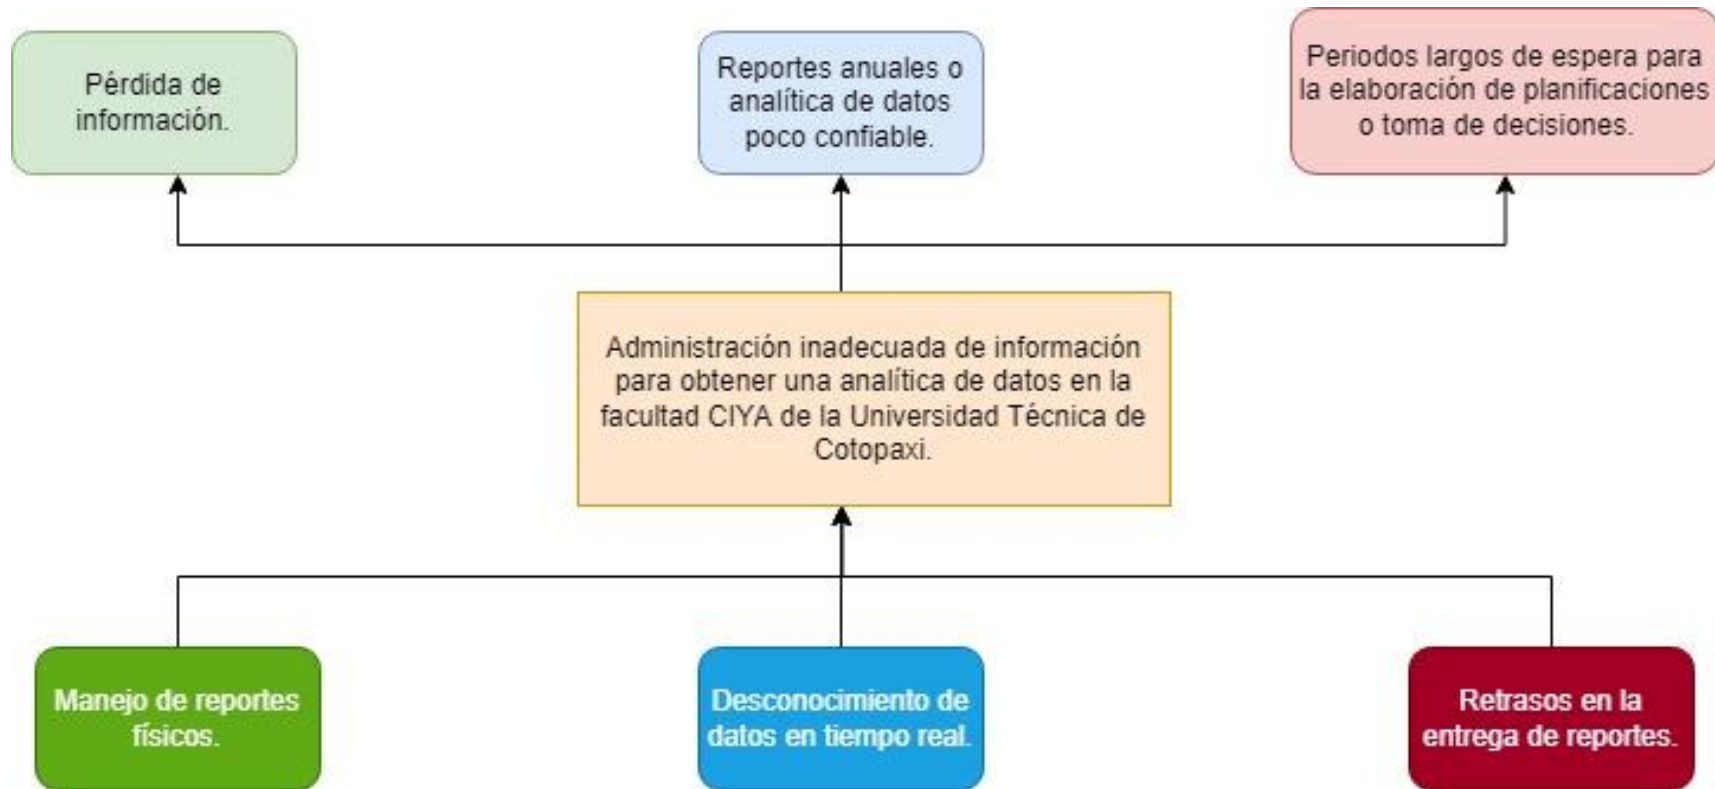 Pérdida de
información.
Reportes anuales o
analítica de datos
poco confiable.
Periodos largos de espera para
la elaboración de planificaciones
o toma de decisiones.
Administración inadecuada de información
para obtener una analítica de datos en la
facultad CIYA de la Universidad Técnica de
Cotopaxi.
Manejo de reportes
físicos.
Desconocimiento de
datos en tiempo real.
Retrasos en la
entrega de reportes.